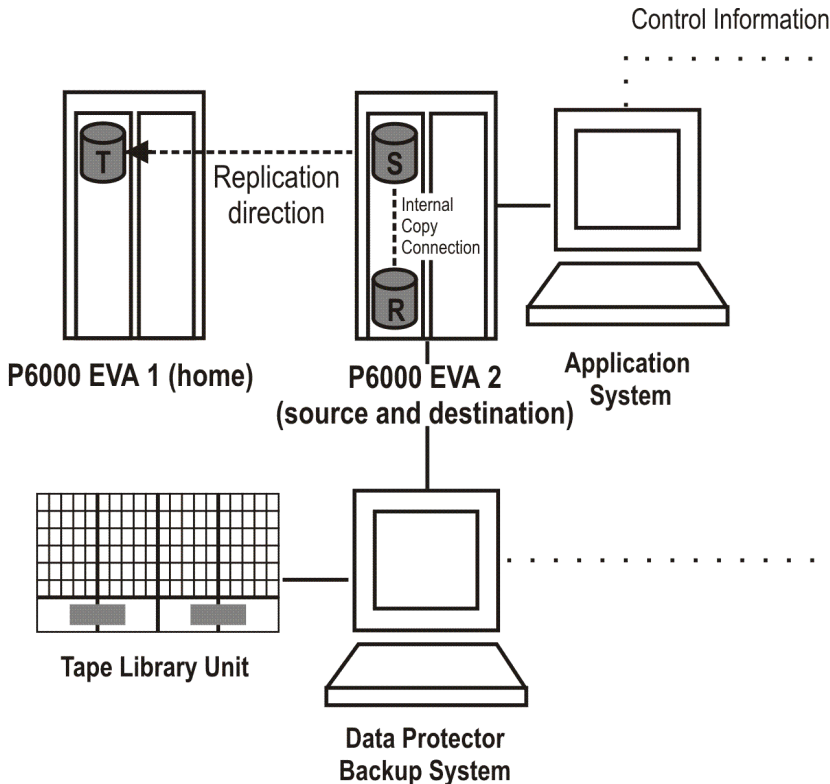 Control Information
T
S
Replication
direction
Internal
Copy
Connection
R
P6000 EVA 1 (home)
P6000 EVA 2
(source and destination)
Application
System
Tape Library Unit
Data Protector
Backup System